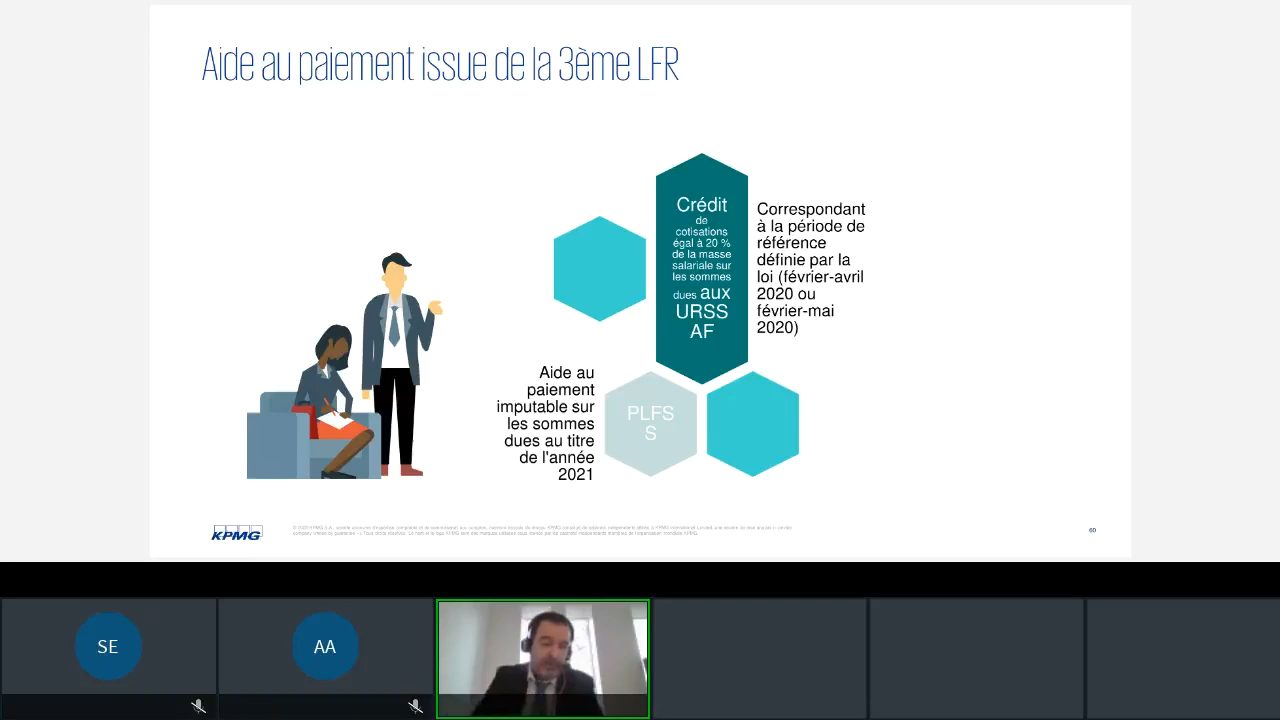 Aide au paiement issue de la 3ème LFR
Crédit
de
cotisations
égal à 20 %
de la masse
salariale sur
les sommes
dues aux
URSS
AF
Correspondant
à la période de
référence
définie par la
loi (février-avril
2020 ou
février-mai
2020)
Aide au
paiement
imputable sur
les sommes
dues au titre
de l'année
2021
PLFS
S
KPMG
60
SE
AA